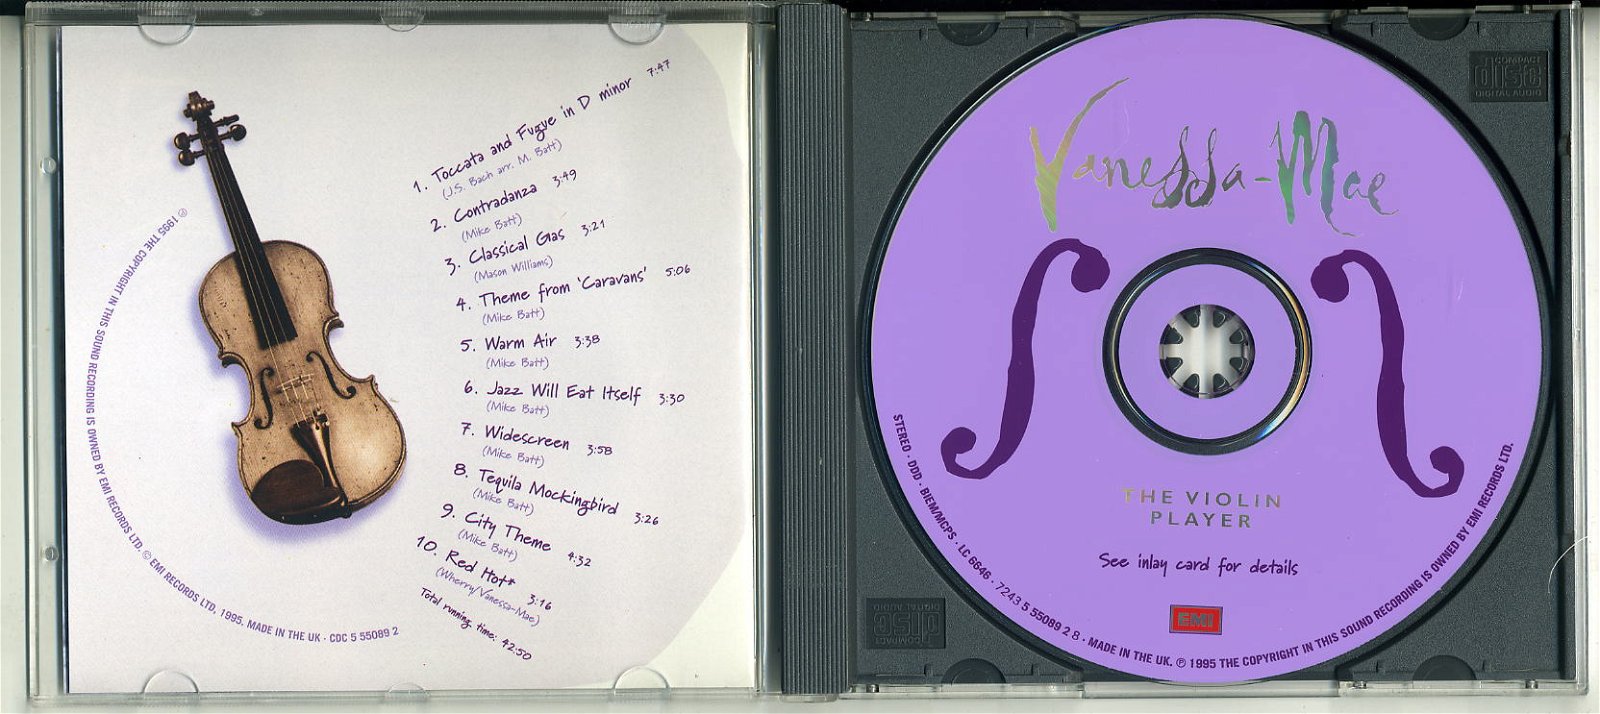 1. Toccata and Fugue in D minor 7:47
(J.S. Bach arr. M. Batt)
2. Contradanza 3:49
(Mike Batt)
3. Classical Gas 3:21
(Mason Williams)
4. Theme from 'Caravans' 5:06
(Mike Batt)
5. Warm Air 3:38
(Mike Batt)
6. Jazz Will Eat Itself 3:30
(Mike Batt)
7. Widescreen 3:58
(Mike Batt)
8. Tequila Mockingbird 3:26
(Mike Batt)
9. City Theme 4:32
(Mike Batt)
10. Red Hot* 3:16
(Wherry/Vanessa-Mae)
Total running time: 42:50
℗ 1995 THE COPYRIGHT IN THIS SOUND RECORDING IS OWNED BY EMI RECORDS LTD. © EMI RECORDS LTD, 1995. MADE IN THE UK · CDC 5 55089 2
Vanessa-Mae
THE VIOLIN
PLAYER
See inlay card for details
EMI
STEREO · DDD · BIEM/MCPS · LC 6646 · 7243 5 55089 2 8 · MADE IN THE UK. ℗ 1995 THE COPYRIGHT IN THIS SOUND RECORDING IS OWNED BY EMI RECORDS LTD.
COMPACT
disc
DIGITAL AUDIO
COMPACT
disc
DIGITAL AUDIO